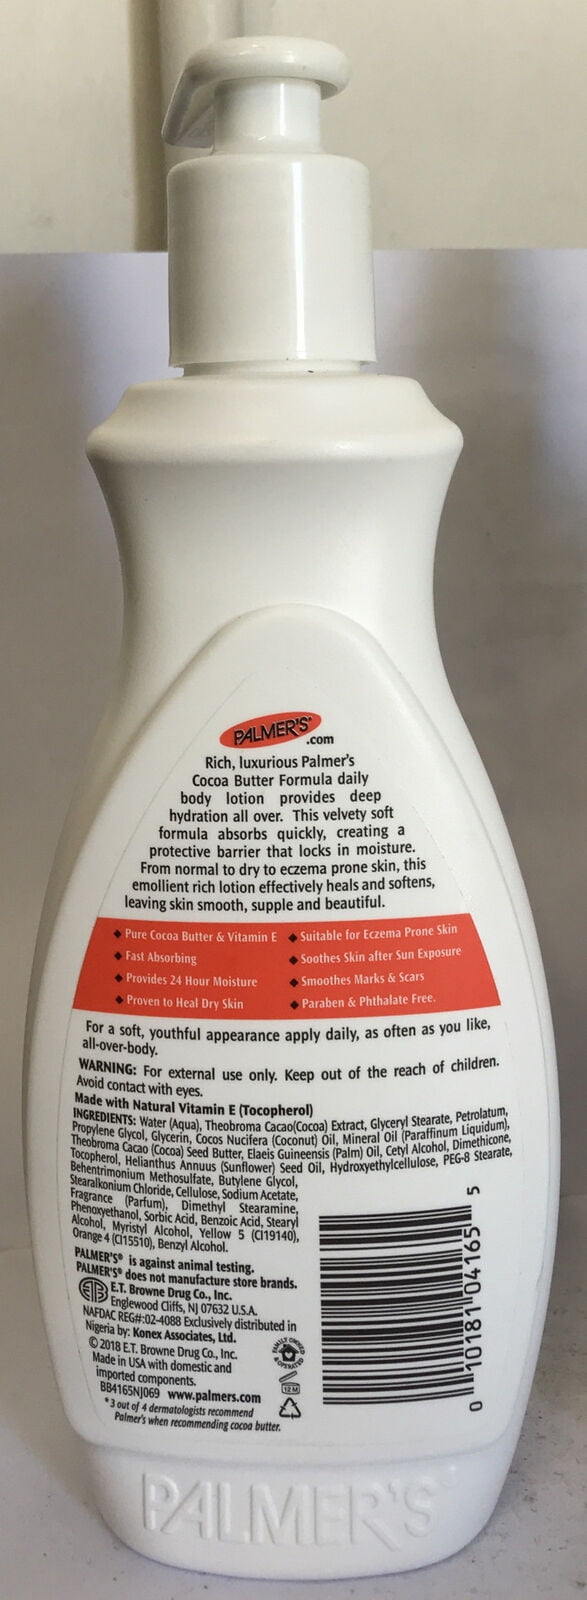 PALMER'S®
.com
Rich, luxurious Palmer's
Cocoa Butter Formula daily
body lotion provides deep
hydration all over. This velvety soft
formula absorbs quickly, creating a
protective barrier that locks in moisture.
From normal to dry to eczema prone skin, this
emollient rich lotion effectively heals and softens,
leaving skin smooth, supple and beautiful.
◆ Pure Cocoa Butter & Vitamin E ◆ Suitable for Eczema Prone Skin
◆ Fast Absorbing ◆ Soothes Skin after Sun Exposure
◆ Provides 24 Hour Moisture ◆ Smoothes Marks & Scars
◆ Proven to Heal Dry Skin ◆ Paraben & Phthalate Free.
For a soft, youthful appearance apply daily, as often as you like,
all-over-body.
WARNING: For external use only. Keep out of the reach of children.
Avoid contact with eyes.
Made with Natural Vitamin E (Tocopherol)
INGREDIENTS: Water (Aqua), Theobroma Cacao(Cocoa) Extract, Glyceryl Stearate, Petrolatum,
Propylene Glycol, Glycerin, Cocos Nucifera (Coconut) Oil, Mineral Oil (Paraffinum Liquidum),
Theobroma Cacao (Cocoa) Seed Butter, Elaeis Guineensis (Palm) Oil, Cetyl Alcohol, Dimethicone,
Tocopherol, Helianthus Annuus (Sunflower) Seed Oil, Hydroxyethylcellulose, PEG-8 Stearate,
Behentrimonium Methosulfate, Butylene Glycol,
Stearalkonium Chloride, Cellulose, Sodium Acetate,
Fragrance (Parfum), Dimethyl Stearamine,
Phenoxyethanol, Sorbic Acid, Benzoic Acid, Stearyl
Alcohol, Myristyl Alcohol, Yellow 5 (CI19140),
Orange 4 (CI15510), Benzyl Alcohol.
PALMER'S® is against animal testing.
PALMER'S® does not manufacture store brands.
ETB E.T. Browne Drug Co., Inc.
Englewood Cliffs, NJ 07632 U.S.A.
NAFDAC REG#:02-4088 Exclusively distributed in
Nigeria by: Konex Associates, Ltd.
© 2018 E.T. Browne Drug Co., Inc.
Made in USA with domestic and
imported components.
BB4165NJ069 www.palmers.com
*3 out of 4 dermatologists recommend
Palmer's when recommending cocoa butter.
FAMILY OWNED
& OPERATED
12 M
0 10181 04165 5
PALMER'S